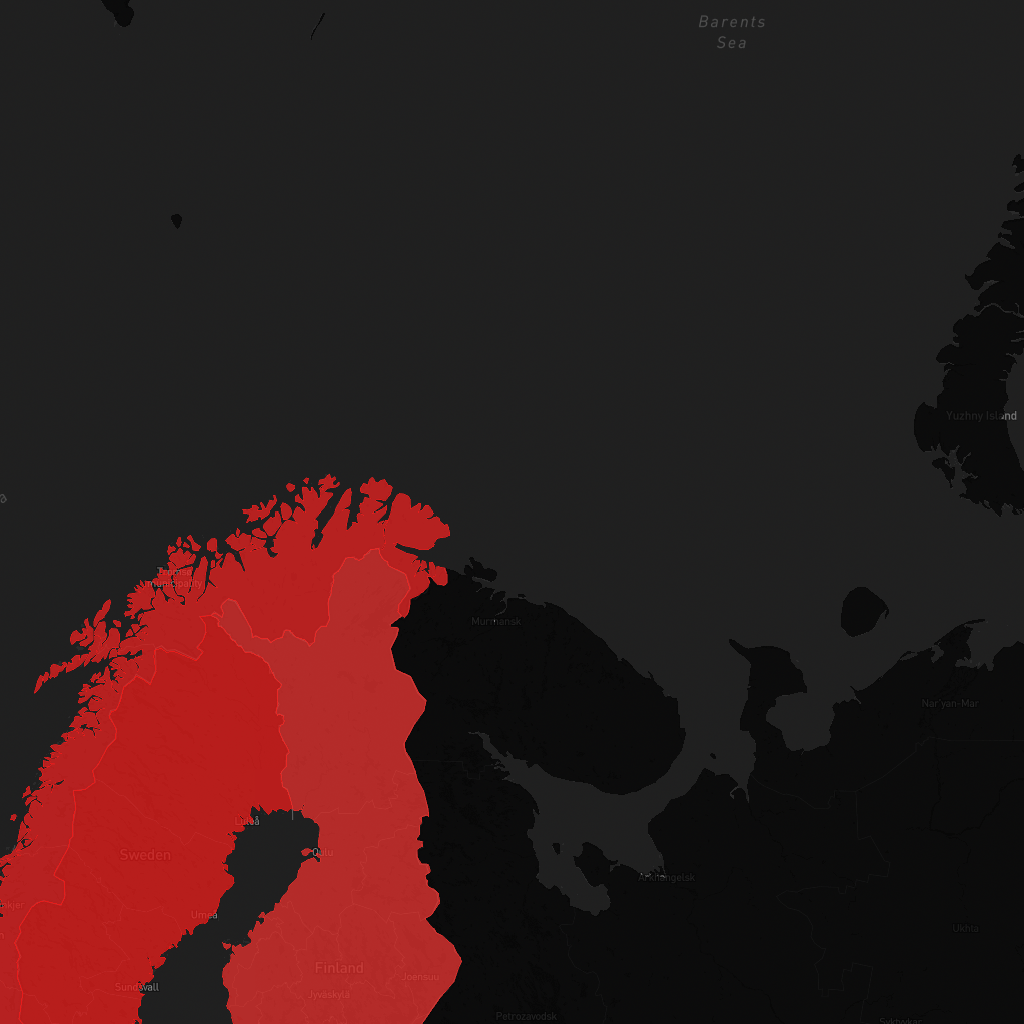 Barents
Sea
Yuzhny Island
Tromsø
municipality
Murmansk
Nar'yan-Mar
Luleå
Oulu
Sweden
Arkhangelsk
Umeå
Ukhta
Finland
Joensuu
Sundsvall
Jyväskylä
Petrozavodsk